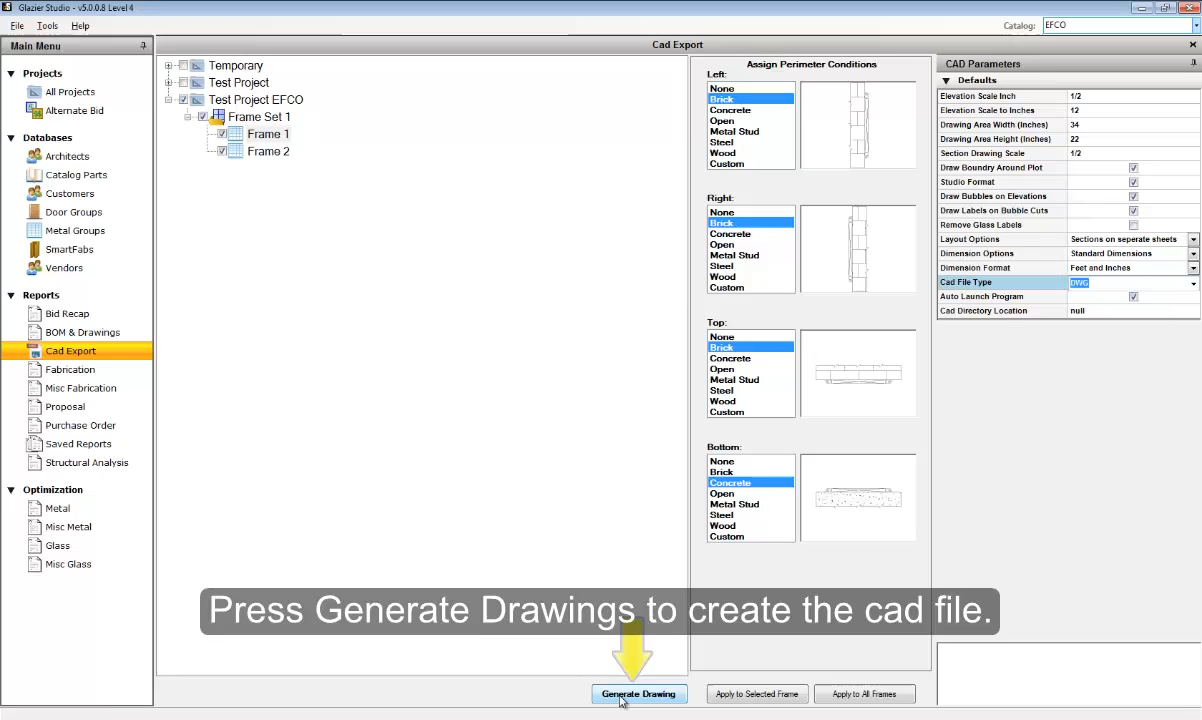 Glazier Studio - v5.0.0.8 Level 4
File Tools Help
Catalog: EFCO
Main Menu
Projects
All Projects
Alternate Bid
Databases
Architects
Catalog Parts
Customers
Door Groups
Metal Groups
SmartFabs
Vendors
Reports
Bid Recap
BOM & Drawings
Cad Export
Fabrication
Misc Fabrication
Proposal
Purchase Order
Saved Reports
Structural Analysis
Optimization
Metal
Misc Metal
Glass
Misc Glass
Cad Export
Temporary
Test Project
Test Project EFCO
Frame Set 1
Frame 1
Frame 2
Assign Perimeter Conditions
Left:
None
Brick
Concrete
Open
Metal Stud
Steel
Wood
Custom
Right:
None
Brick
Concrete
Open
Metal Stud
Steel
Wood
Custom
Top:
None
Brick
Concrete
Open
Metal Stud
Steel
Wood
Custom
Bottom:
None
Brick
Concrete
Open
Metal Stud
Steel
Wood
Custom
CAD Parameters
Defaults
Elevation Scale Inch 1/2
Elevation Scale to Inches 12
Drawing Area Width (Inches) 34
Drawing Area Height (Inches) 22
Section Drawing Scale 1/2
Draw Boundry Around Plot
Studio Format
Draw Bubbles on Elevations
Draw Labels on Bubble Cuts
Remove Glass Labels
Layout Options Sections on seperate sheets
Dimension Options Standard Dimensions
Dimension Format Feet and Inches
Cad File Type DWG
Auto Launch Program
Cad Directory Location null
Press Generate Drawings to create the cad file.
Generate Drawing Apply to Selected Frame Apply to All Frames